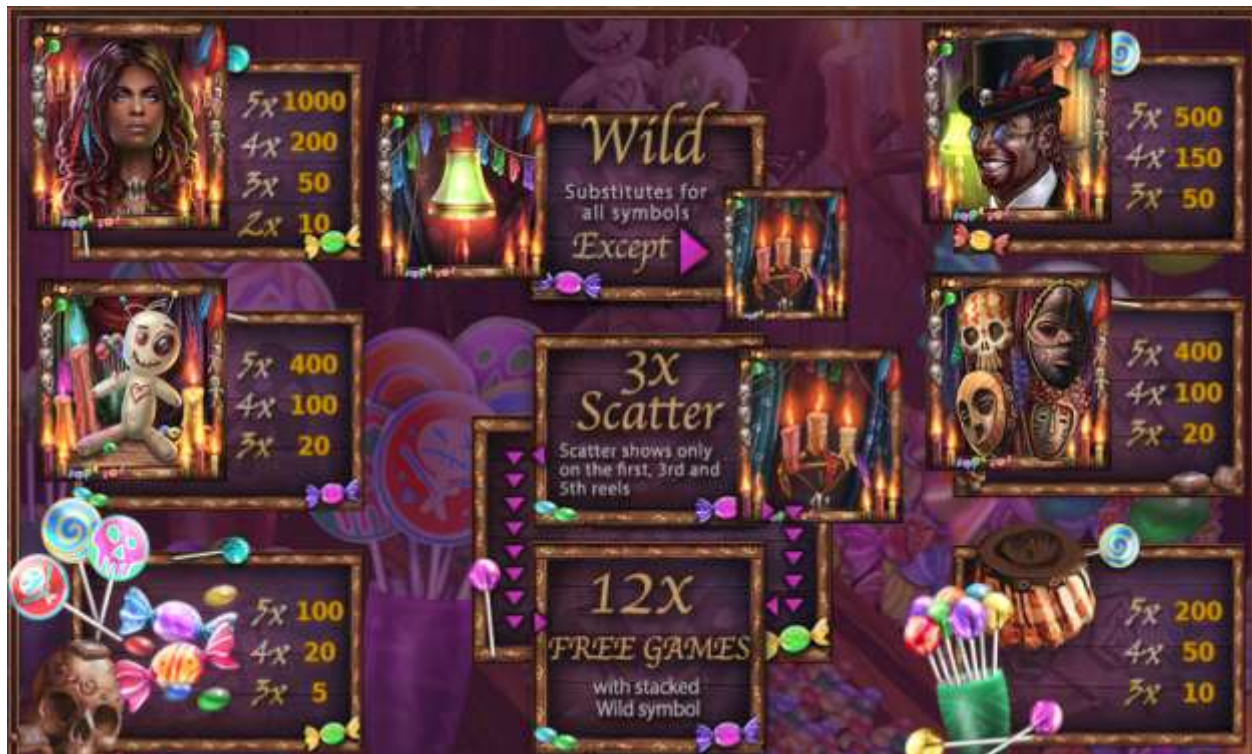 5x 1000
4x 200
3x 50
2x 10
Wild
Substitutes for
all symbols
Except
5x 500
4x 150
3x 50
5x 400
4x 100
3x 20
3x
Scatter
Scatter shows only
on the first, 3rd and
5th reels
5x 400
4x 100
3x 20
5x 100
4x 20
3x 5
12x
FREE GAMES
with stacked
Wild symbol
5x 200
4x 50
3x 10